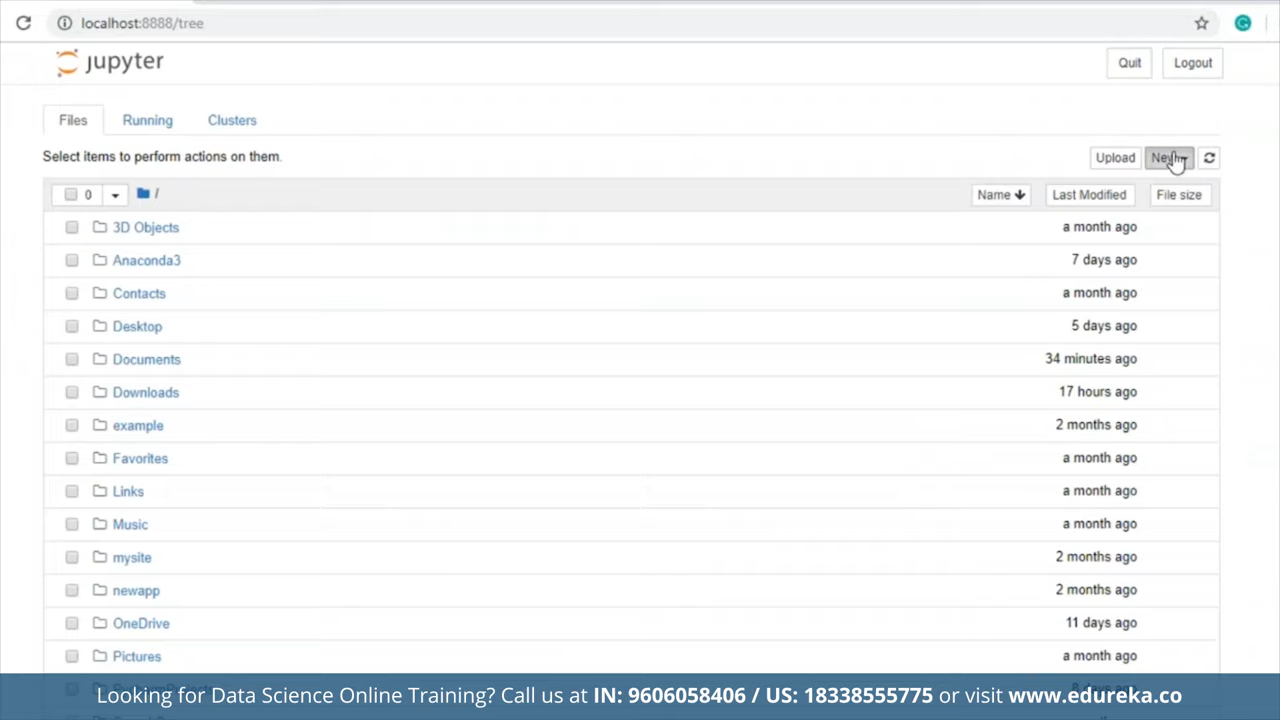 localhost:8888/tree
jupyter
Quit
Logout
Files
Running
Clusters
Select items to perform actions on them.
Upload
0
/
Name
Last Modified
File size
3D Objects
a month ago
Anaconda3
7 days ago
Contacts
a month ago
Desktop
5 days ago
Documents
34 minutes ago
Downloads
17 hours ago
example
2 months ago
Favorites
a month ago
Links
a month ago
Music
a month ago
mysite
2 months ago
newapp
2 months ago
OneDrive
11 days ago
Pictures
a month ago
Looking for Data Science Online Training? Call us at IN: 9606058406 / US: 18338555775 or visit www.edureka.co